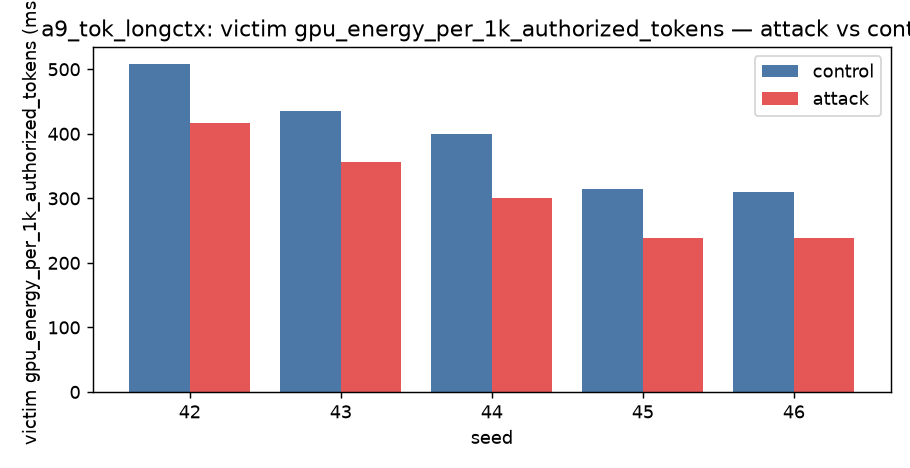 a9_tok_longctx: victim gpu_energy_per_1k_authorized_tokens — attack vs cont
victim gpu_energy_per_1k_authorized_tokens (ms
500
400
300
200
100
0
control
attack
42 43 44 45 46
seed